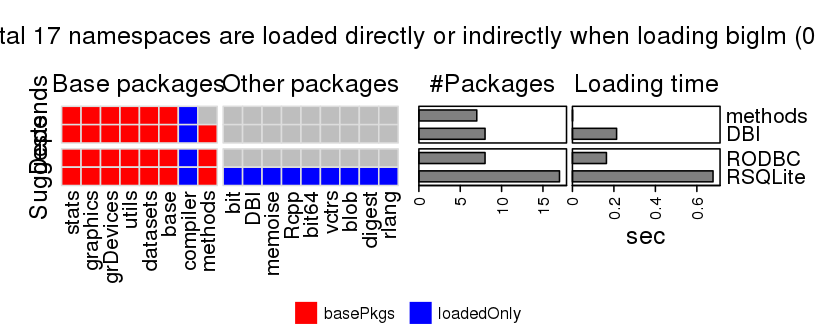 tal 17 namespaces are loaded directly or indirectly when loading biglm (0
Base packages
Other packages
#Packages
Loading time
Depends
Suggests
methods
DBI
RODBC
RSQLite
stats
graphics
grDevices
utils
datasets
base
compiler
methods
bit
DBI
memoise
Rcpp
bit64
vctrs
blob
digest
rlang
0 5 10 15
0 0.2 0.4 0.6
sec
basePkgs
loadedOnly